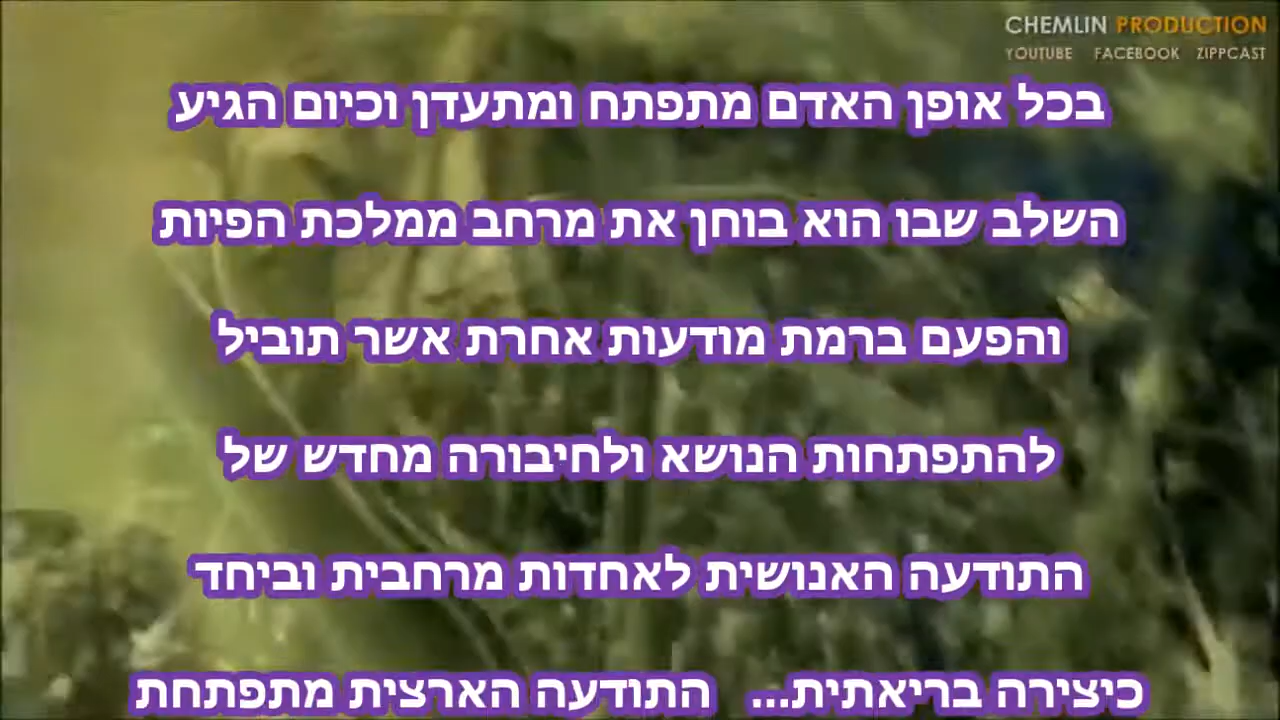 CHEMLIN PRODUCTION
YOUTUBE FACEBOOK ZIPPCAST
בכל אופן האדם מתפתח ומתעדן וכיום הגיע
השלב שבו הוא בוחן את מרחב ממלכת הפיות
והפעם ברמת מודעות אחרת אשר תוביל
להתפתחות הנושא ולחיבורה מחדש של
התודעה האנושית לאחדות מרחבית וביחד
כיצירה בריאתית... התודעה הארצית מתפתחת